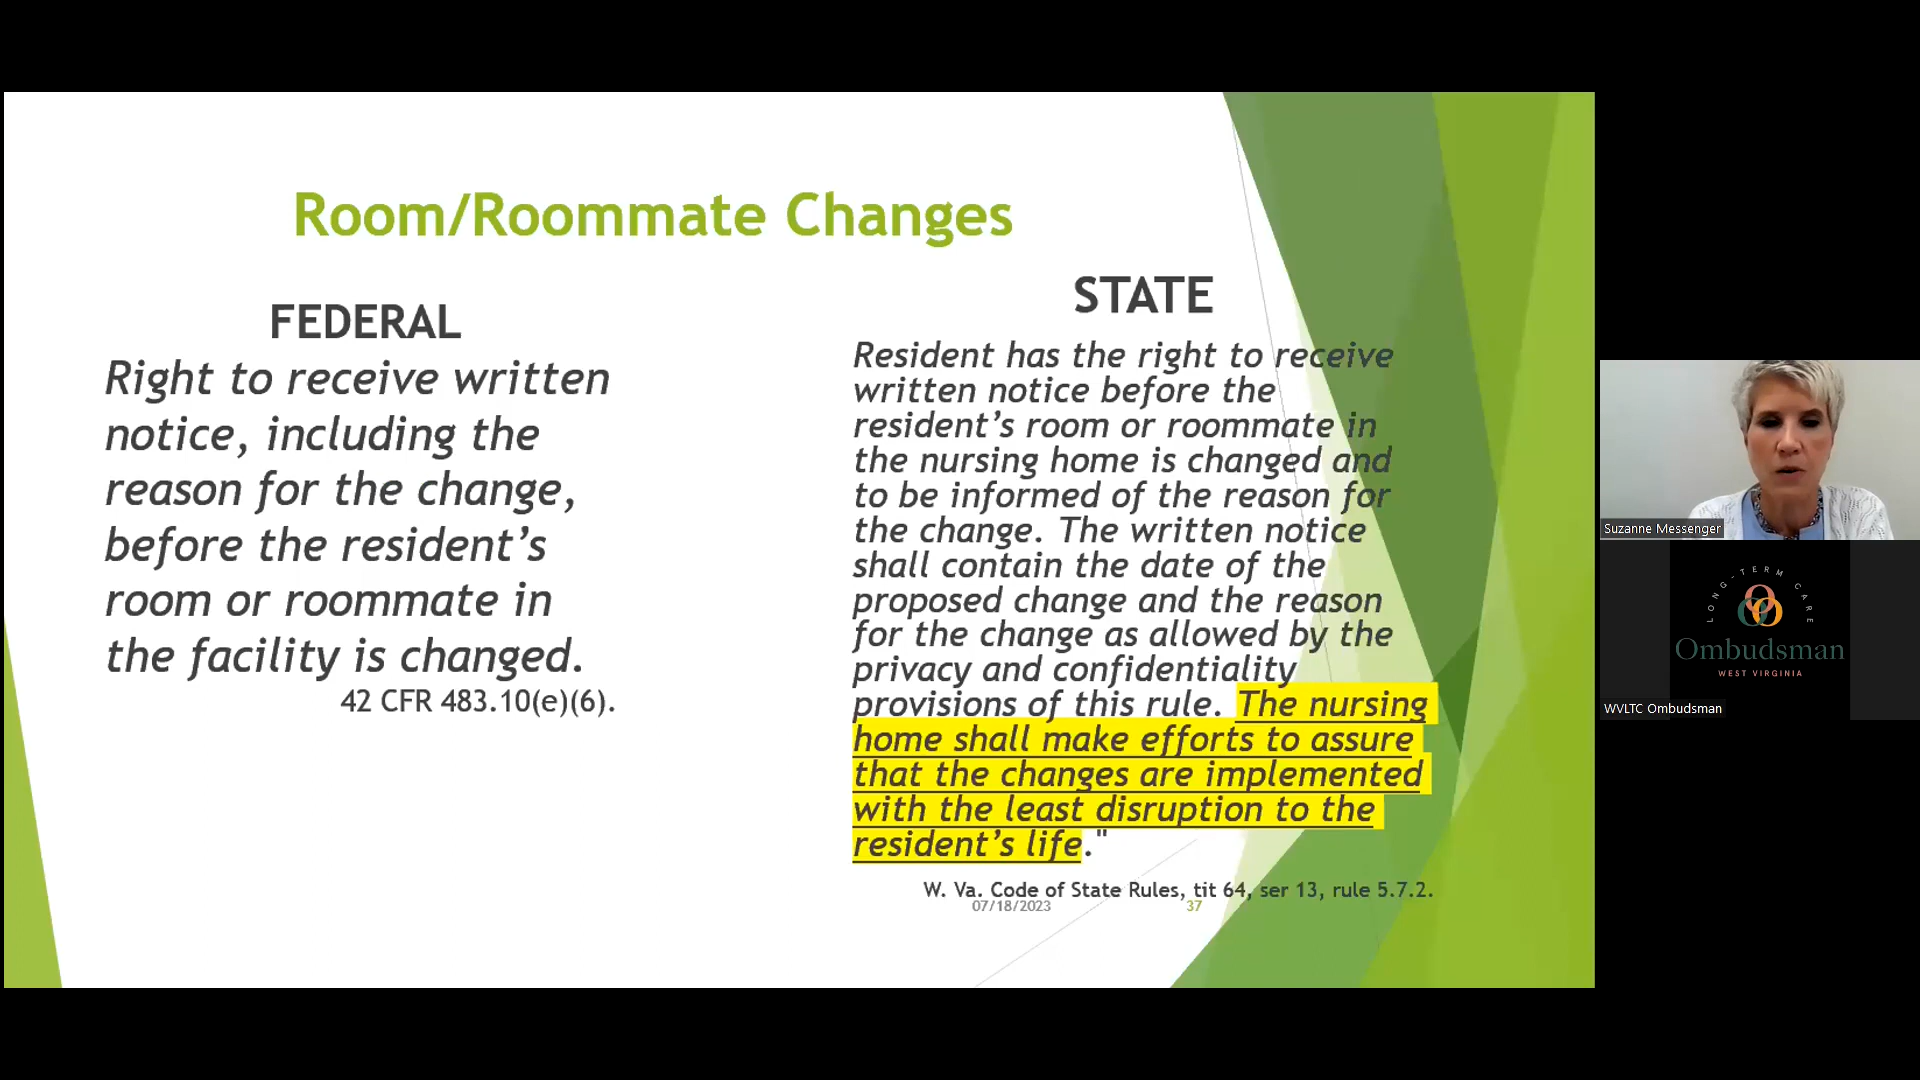 Room/Roommate Changes
FEDERAL
Right to receive written
notice, including the
reason for the change,
before the resident’s
room or roommate in
the facility is changed.
42 CFR 483.10(e)(6).
STATE
Resident has the right to receive
written notice before the
resident’s room or roommate in
the nursing home is changed and
to be informed of the reason for
the change. The written notice
shall contain the date of the
proposed change and the reason
for the change as allowed by the
privacy and confidentiality
provisions of this rule. The nursing
home shall make efforts to assure
that the changes are implemented
with the least disruption to the
resident’s life."
W. Va. Code of State Rules, tit 64, ser 13, rule 5.7.2.
07/18/2023
37
Suzanne Messenger
LONG-TERM CARE
Ombudsman
WEST VIRGINIA
WVLTC Ombudsman